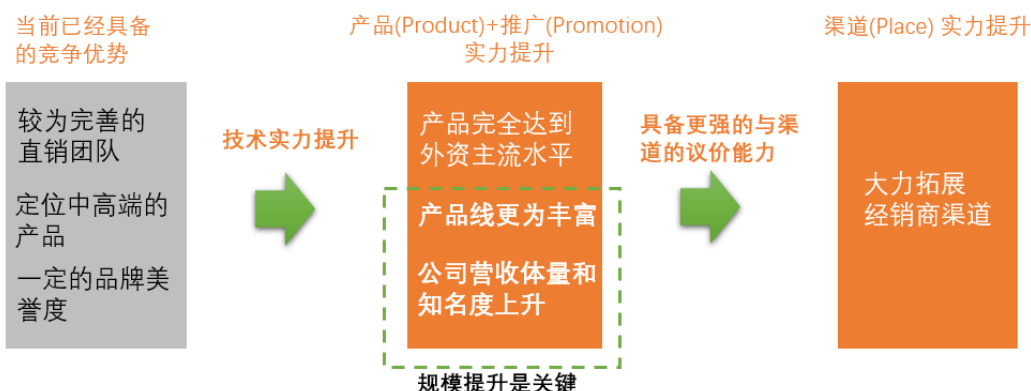 当前已经具备
的竞争优势
产品(Product)+推广(Promotion)
实力提升
渠道(Place) 实力提升
较为完善的
直销团队
定位中高端的
产品
一定的品牌美
誉度
技术实力提升
产品完全达到
外资主流水平
产品线更为丰富
公司营收体量和
知名度上升
规模提升是关键
具备更强的与渠
道的议价能力
大力拓展
经销商渠道